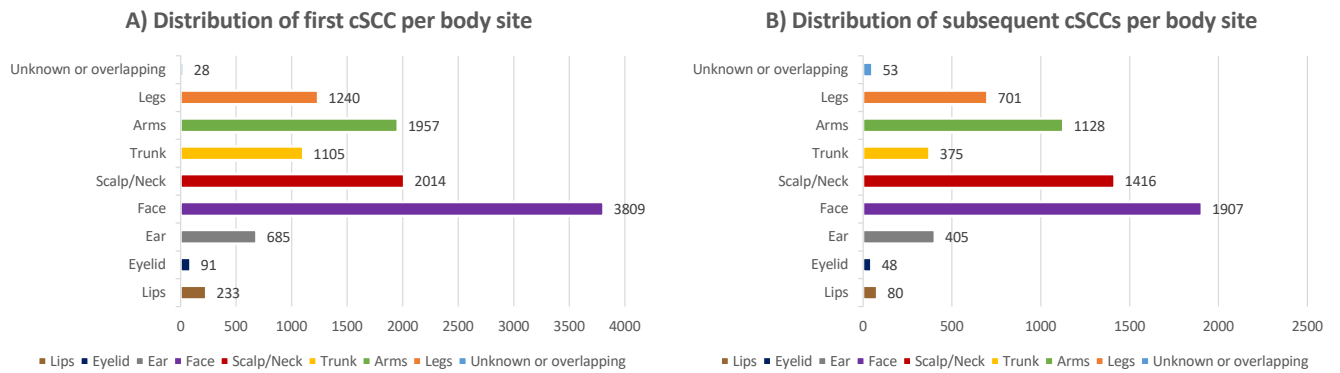 A) Distribution of first cSCC per body site
Unknown or overlapping 28
Legs 1240
Arms 1957
Trunk 1105
Scalp/Neck 2014
Face 3809
Ear 685
Eyelid 91
Lips 233
0 500 1000 1500 2000 2500 3000 3500 4000
Lips Eyelid Ear Face Scalp/Neck Trunk Arms Legs Unknown or overlapping
B) Distribution of subsequent cSCCs per body site
Unknown or overlapping 53
Legs 701
Arms 1128
Trunk 375
Scalp/Neck 1416
Face 1907
Ear 405
Eyelid 48
Lips 80
0 500 1000 1500 2000 2500
Lips Eyelid Ear Face Scalp/Neck Trunk Arms Legs Unknown or overlapping